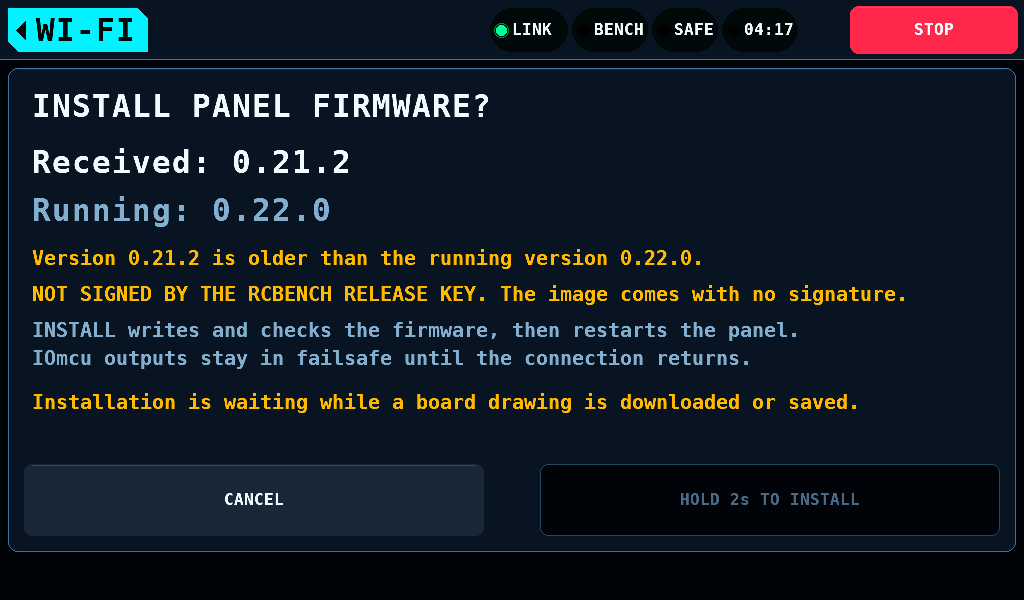 WI-FI
LINK
BENCH
SAFE
04:17
STOP
INSTALL PANEL FIRMWARE?
Received: 0.21.2
Running: 0.22.0
Version 0.21.2 is older than the running version 0.22.0.
NOT SIGNED BY THE RCBENCH RELEASE KEY. The image comes with no signature.
INSTALL writes and checks the firmware, then restarts the panel.
IOmcu outputs stay in failsafe until the connection returns.
Installation is waiting while a board drawing is downloaded or saved.
CANCEL
HOLD 2s TO INSTALL